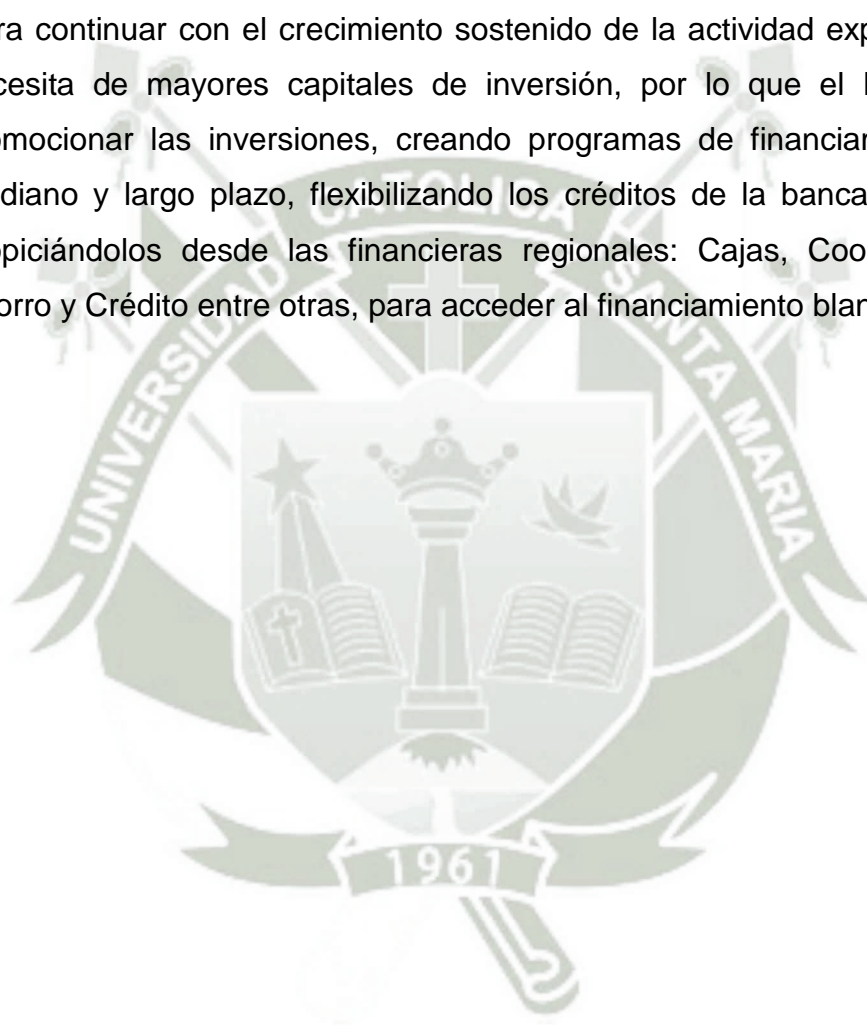 ra continuar con el crecimiento sostenido de la actividad exp
cesita de mayores capitales de inversión, por lo que el
omocionar las inversiones, creando programas de financiar
diano y largo plazo, flexibilizando los créditos de la banca
opiciándolos desde las financieras regionales: Cajas, Coo
orro y Crédito entre otras, para acceder al financiamiento blan
UNIVERSIDAD CATOLICA SANTA MARIA
1961